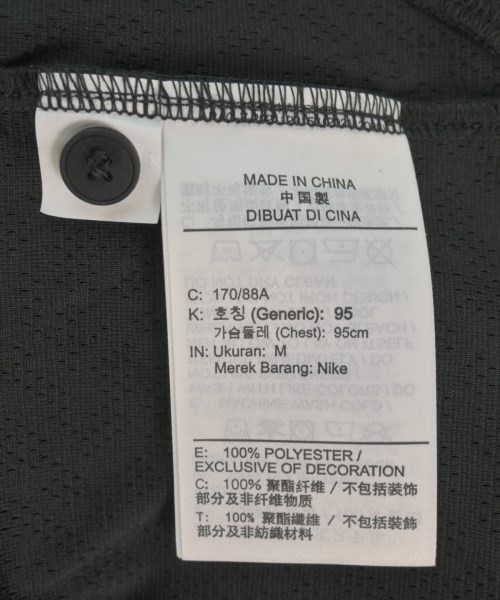 MADE IN CHINA
中国製
DIBUAT DI CINA
C: 170/88A
K: 호칭 (Generic): 95
가슴둘레 (Chest): 95cm
IN: Ukuran: M
Merek Barang: Nike
E: 100% POLYESTER /
EXCLUSIVE OF DECORATION
C: 100% 聚酯纤维 / 不包括装饰
部分及非纤维物质
T: 100% 聚酯纖維 / 不包括裝飾
部分及非紡織材料